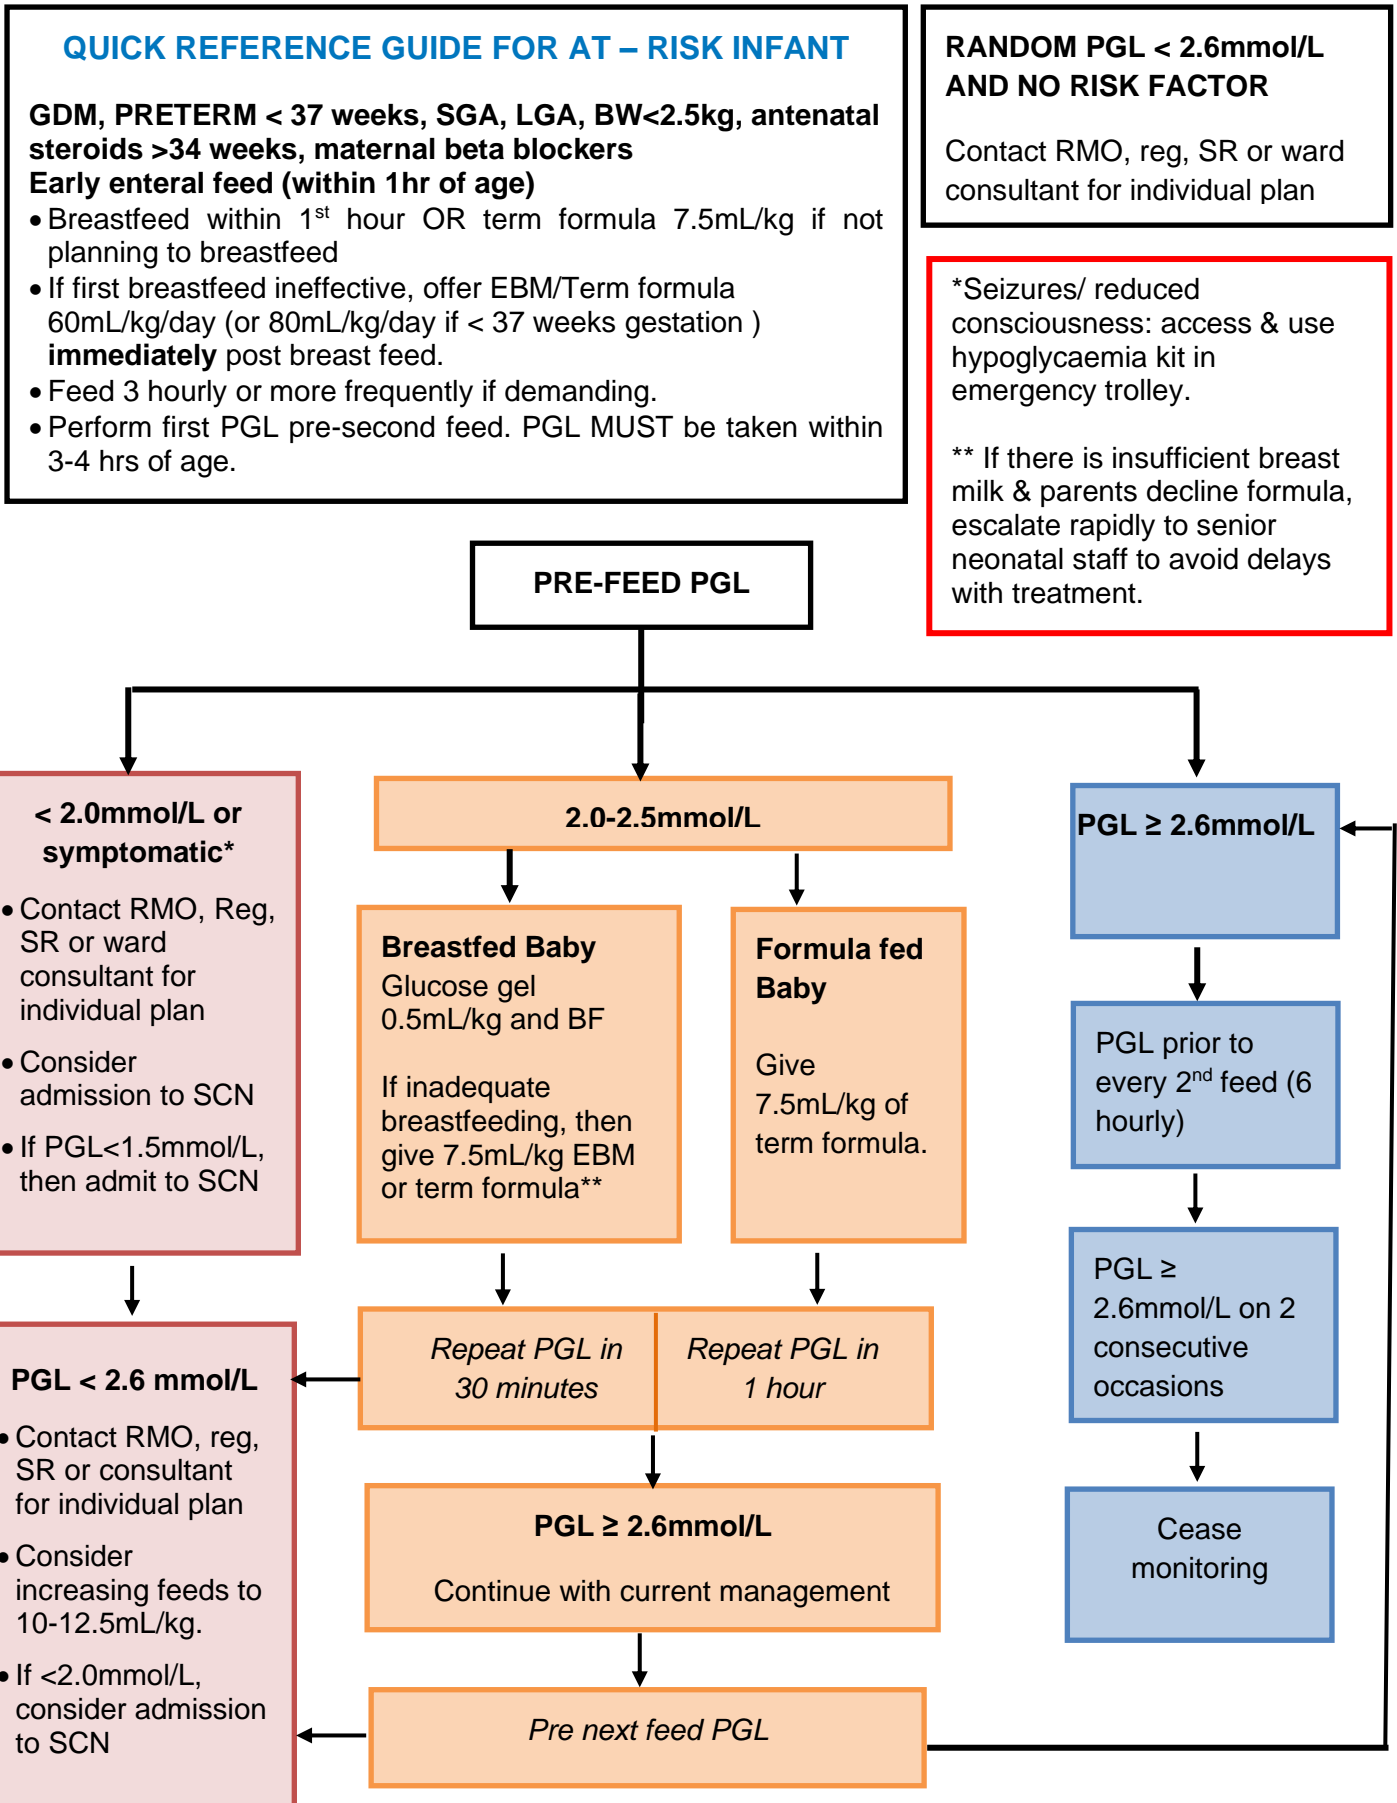 QUICK REFERENCE GUIDE FOR AT – RISK INFANT
GDM, PRETERM < 37 weeks, SGA, LGA, BW<2.5kg, antenatal
steroids >34 weeks, maternal beta blockers
Early enteral feed (within 1hr of age)
• Breastfeed within 1st hour OR term formula 7.5mL/kg if not
planning to breastfeed
• If first breastfeed ineffective, offer EBM/Term formula
60mL/kg/day (or 80mL/kg/day if < 37 weeks gestation )
immediately post breast feed.
• Feed 3 hourly or more frequently if demanding.
• Perform first PGL pre-second feed. PGL MUST be taken within
3-4 hrs of age.
RANDOM PGL < 2.6mmol/L
AND NO RISK FACTOR
Contact RMO, reg, SR or ward
consultant for individual plan
*Seizures/ reduced
consciousness: access & use
hypoglycaemia kit in
emergency trolley.
** If there is insufficient breast
milk & parents decline formula,
escalate rapidly to senior
neonatal staff to avoid delays
with treatment.
PRE-FEED PGL
< 2.0mmol/L or
symptomatic*
• Contact RMO, Reg,
SR or ward
consultant for
individual plan
• Consider
admission to SCN
• If PGL<1.5mmol/L,
then admit to SCN
2.0-2.5mmol/L
Breastfed Baby
Glucose gel
0.5mL/kg and BF
If inadequate
breastfeeding, then
give 7.5mL/kg EBM
or term formula**
Formula fed
Baby
Give
7.5mL/kg of
term formula.
PGL ≥ 2.6mmol/L
PGL prior to
every 2nd feed (6
hourly)
PGL ≥
2.6mmol/L on 2
consecutive
occasions
Cease
monitoring
Repeat PGL in
30 minutes
Repeat PGL in
1 hour
PGL < 2.6 mmol/L
• Contact RMO, reg,
SR or consultant
for individual plan
• Consider
increasing feeds to
10-12.5mL/kg.
• If <2.0mmol/L,
consider admission
to SCN
PGL ≥ 2.6mmol/L
Continue with current management
Pre next feed PGL